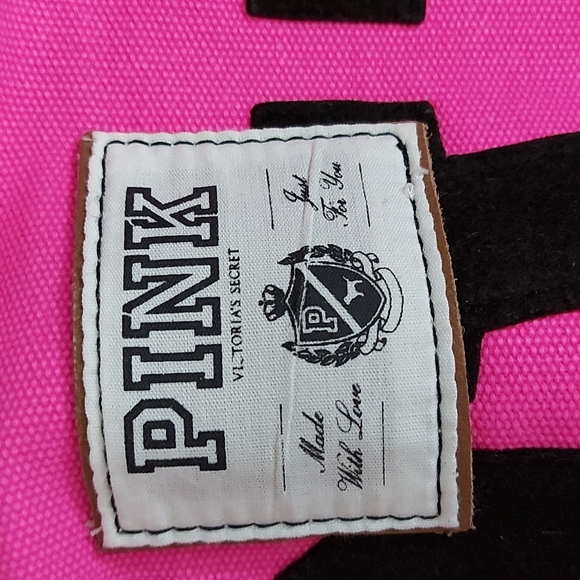 PINK
VICTORIA'S SECRET
Made
With Love
P
Just
For You